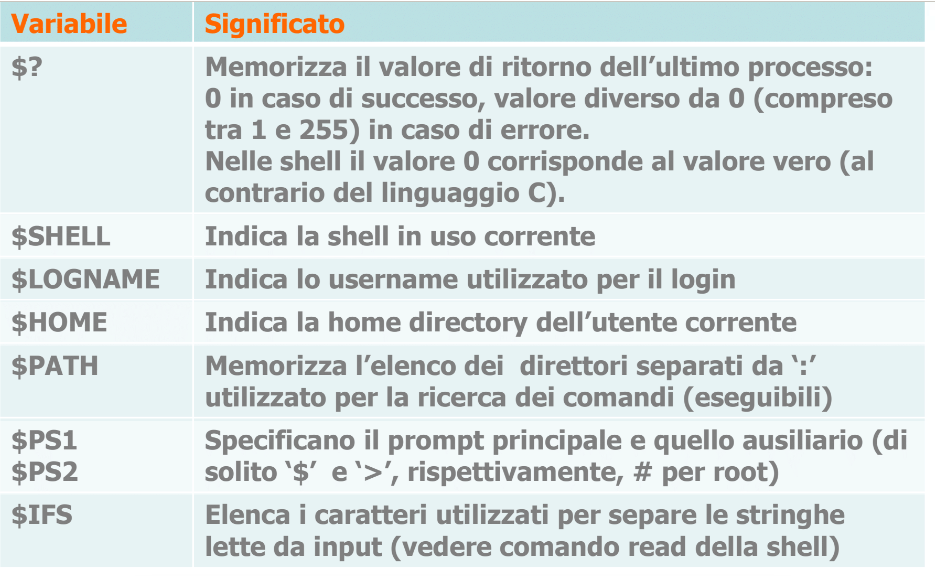 Variabile Significato
$? Memorizza il valore di ritorno dell’ultimo processo:
0 in caso di successo, valore diverso da 0 (compreso
tra 1 e 255) in caso di errore.
Nelle shell il valore 0 corrisponde al valore vero (al
contrario del linguaggio C).
$SHELL Indica la shell in uso corrente
$LOGNAME Indica lo username utilizzato per il login
$HOME Indica la home directory dell’utente corrente
$PATH Memorizza l’elenco dei direttori separati da ‘:’
utilizzato per la ricerca dei comandi (eseguibili)
$PS1 Specificano il prompt principale e quello ausiliario (di
$PS2 solito ‘$’ e ‘>’, rispettivamente, # per root)
$IFS Elenca i caratteri utilizzati per separe le stringhe
lette da input (vedere comando read della shell)